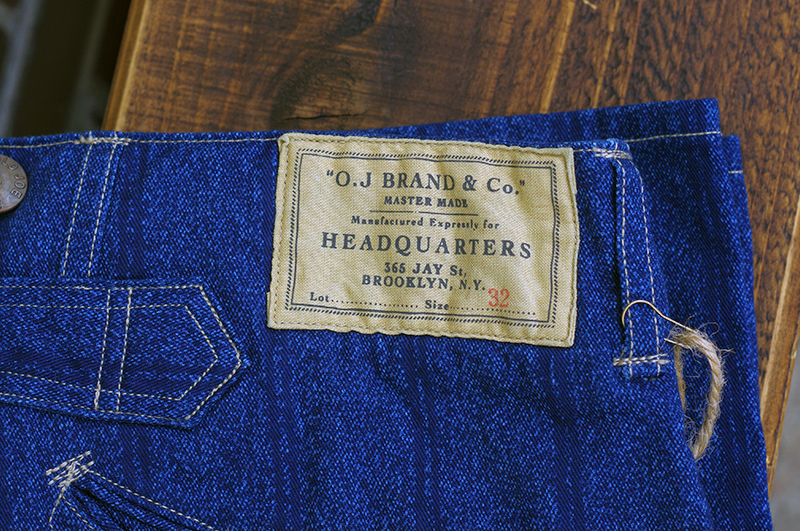 "O.J BRAND & Co."
MASTER MADE
Manufactured Expressly for
HEADQUARTERS
365 JAY St,
BROOKLYN, N.Y.
Lot.................... Size....32............